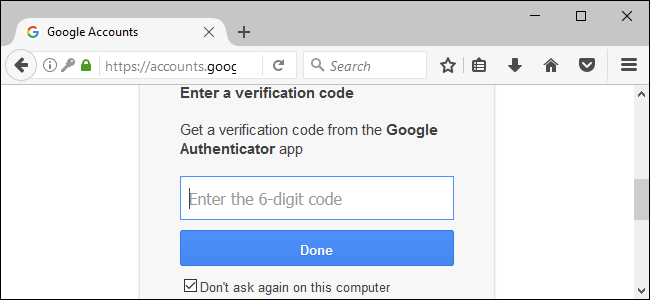 Google Accounts
https://accounts.goog
Search
Enter a verification code
Get a verification code from the Google
Authenticator app
Enter the 6-digit code
Done
Don't ask again on this computer